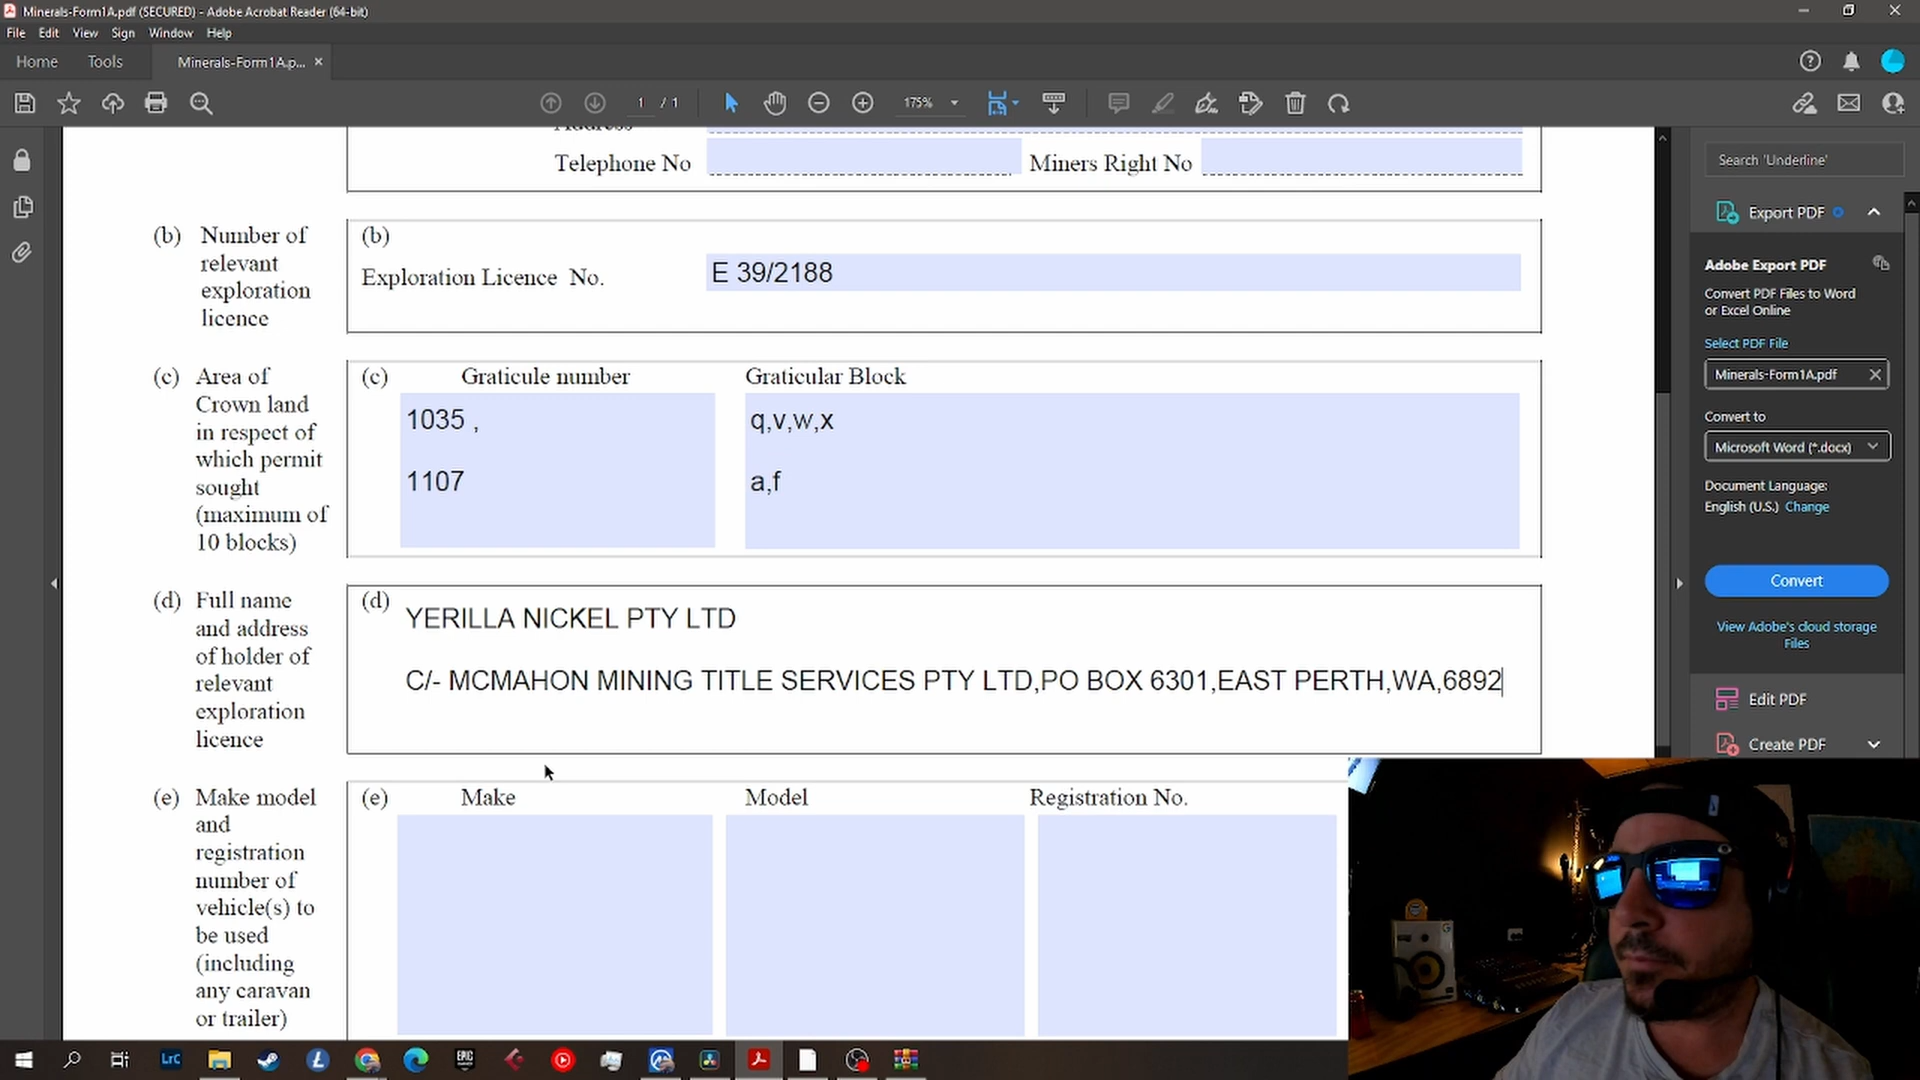 Minerals-Form1A.pdf (SECURED) - Adobe Acrobat Reader (64-bit)
File Edit View Sign Window Help
Home Tools Minerals-Form1A.p... ×
1 / 1 175%
Address
Telephone No Miners Right No
(b) Number of relevant exploration licence
(b)
Exploration Licence No. E 39/2188
(c) Area of Crown land in respect of which permit sought (maximum of 10 blocks)
(c) Graticule number Graticular Block
1035 , q,v,w,x
1107 a,f
(d) Full name and address of holder of relevant exploration licence
(d) YERILLA NICKEL PTY LTD
C/- MCMAHON MINING TITLE SERVICES PTY LTD,PO BOX 6301,EAST PERTH,WA,6892
(e) Make model and registration number of vehicle(s) to be used (including any caravan or trailer)
(e) Make Model Registration No.
Search 'Underline'
Export PDF
Adobe Export PDF
Convert PDF Files to Word
or Excel Online
Select PDF File
Minerals-Form1A.pdf
Convert to
Microsoft Word (*.docx)
Document Language:
English (U.S.) Change
Convert
View Adobe's cloud storage
Files
Edit PDF
Create PDF
LrC
EPIC